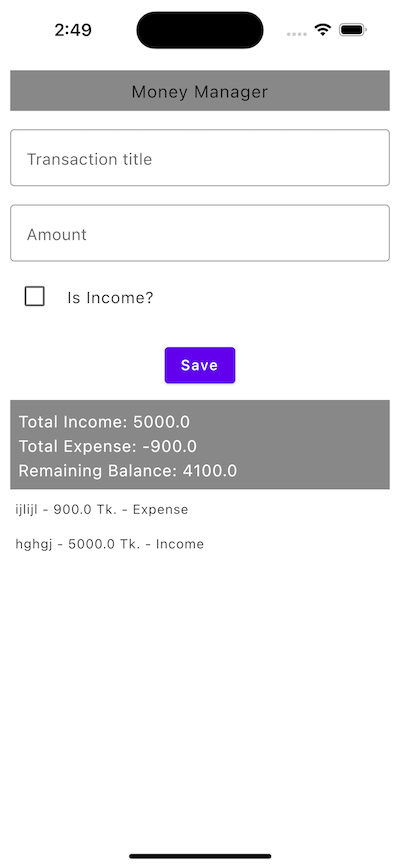 2:49
Money Manager
Transaction title
Amount
Is Income?
Save
Total Income: 5000.0
Total Expense: -900.0
Remaining Balance: 4100.0
ijlijl - 900.0 Tk. - Expense
hghgj - 5000.0 Tk. - Income